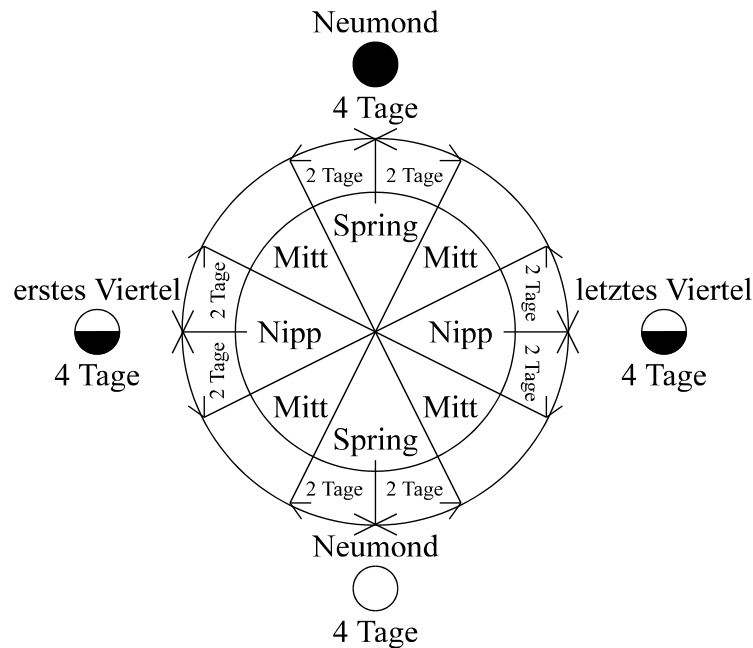 Neumond
4 Tage
2 Tage 2 Tage
Spring
Mitt Mitt
2 Tage 2 Tage
erstes Viertel letztes Viertel
Nipp Nipp
4 Tage 4 Tage
2 Tage 2 Tage
Mitt Mitt
Spring
2 Tage 2 Tage
Neumond
4 Tage